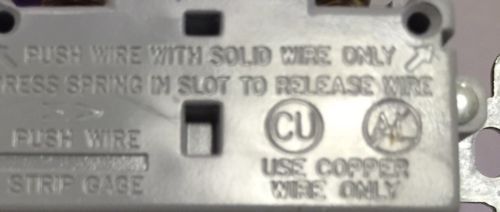 PUSH WIRE WITH SOLID WIRE ONLY
PRESS SPRING IN SLOT TO RELEASE WIRE
PUSH WIRE
STRIP GAGE
CU
AL
USE COPPER
WIRE ONLY